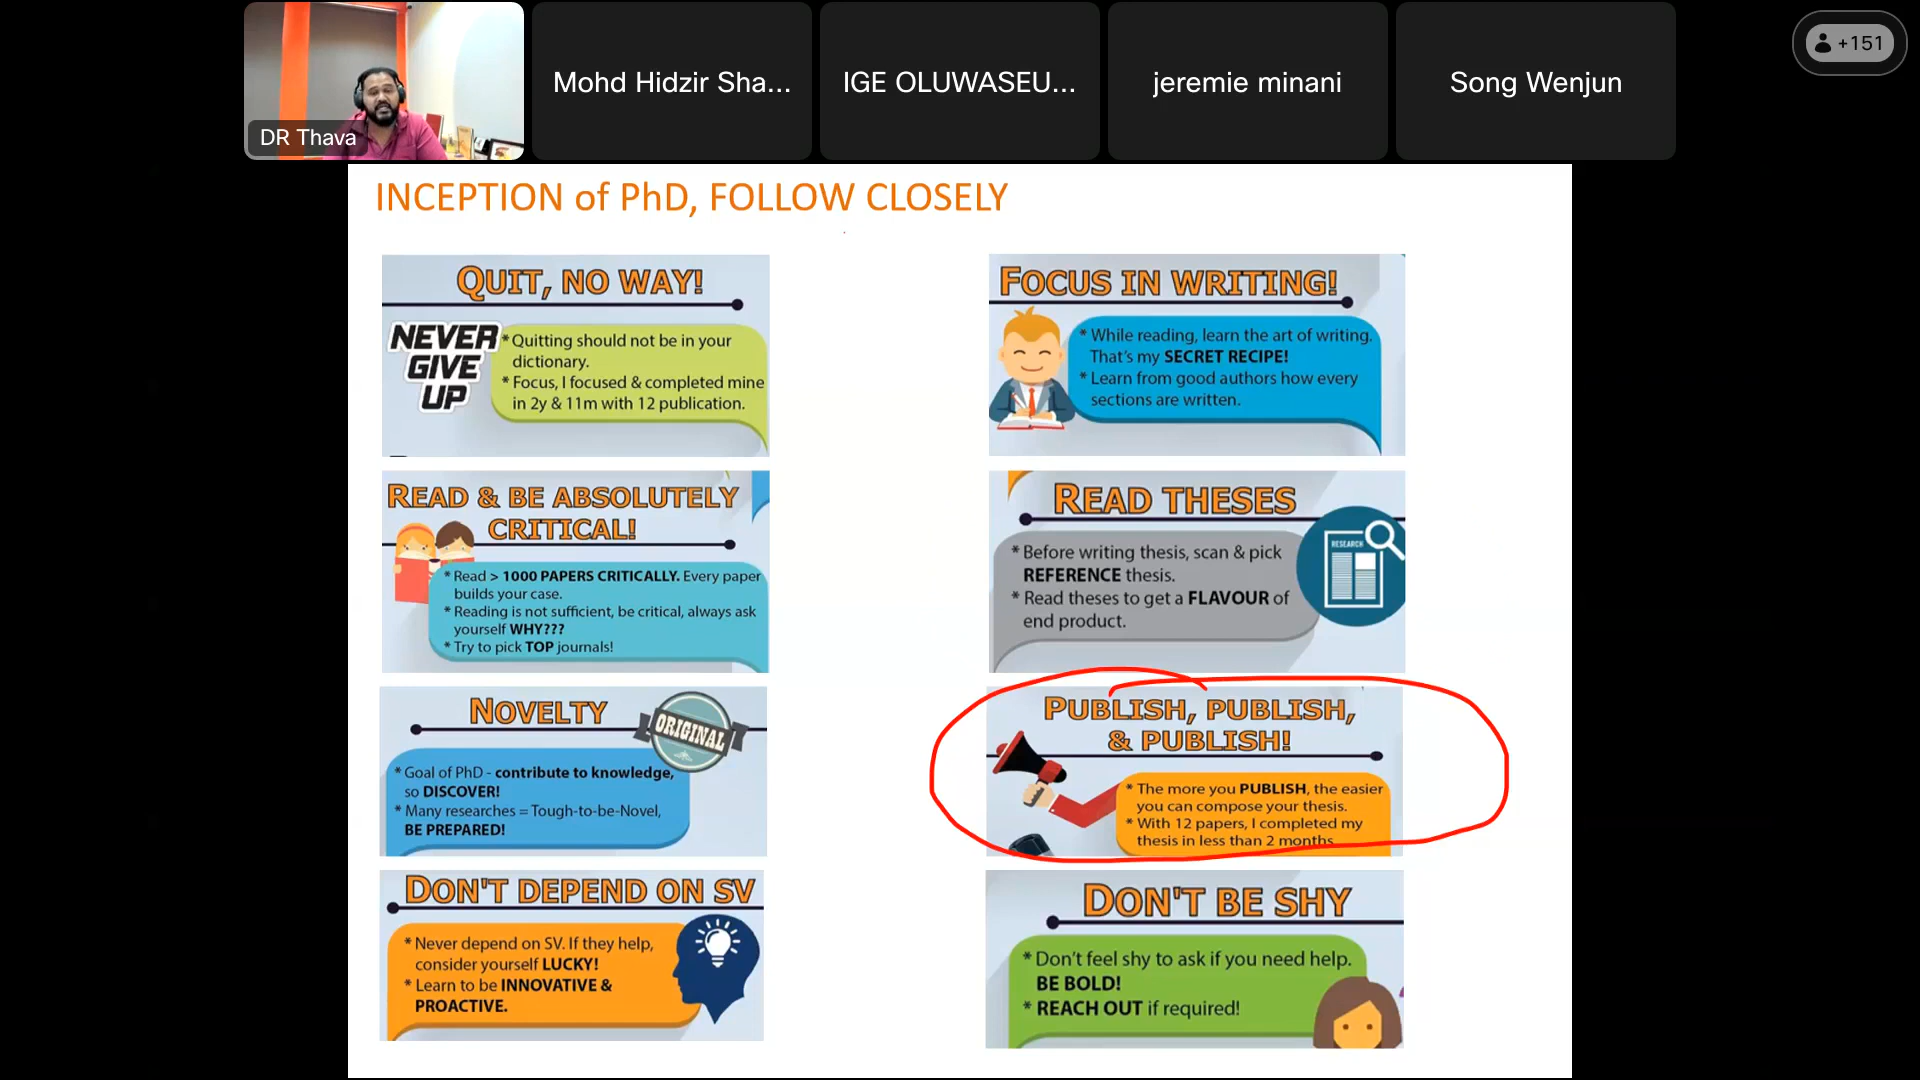 DR Thava
Mohd Hidzir Sha...
IGE OLUWASEU...
jeremie minani
Song Wenjun
+151
INCEPTION of PhD, FOLLOW CLOSELY
QUIT, NO WAY!
NEVER
GIVE
UP
* Quitting should not be in your
dictionary.
* Focus, I focused & completed mine
in 2y & 11m with 12 publication.
FOCUS IN WRITING!
* While reading, learn the art of writing.
That's my SECRET RECIPE!
* Learn from good authors how every
sections are written.
READ & BE ABSOLUTELY
CRITICAL!
* Read > 1000 PAPERS CRITICALLY. Every paper
builds your case.
* Reading is not sufficient, be critical, always ask
yourself WHY???
* Try to pick TOP journals!
READ THESES
* Before writing thesis, scan & pick
REFERENCE thesis.
* Read theses to get a FLAVOUR of
end product.
RESEARCH
NOVELTY
ORIGINAL
* Goal of PhD - contribute to knowledge,
so DISCOVER!
* Many researches = Tough-to-be-Novel,
BE PREPARED!
PUBLISH, PUBLISH,
& PUBLISH!
* The more you PUBLISH, the easier
you can compose your thesis.
* With 12 papers, I completed my
thesis in less than 2 months
DON'T DEPEND ON SV
* Never depend on SV. If they help,
consider yourself LUCKY!
* Learn to be INNOVATIVE &
PROACTIVE.
DON'T BE SHY
* Don't feel shy to ask if you need help.
BE BOLD!
* REACH OUT if required!